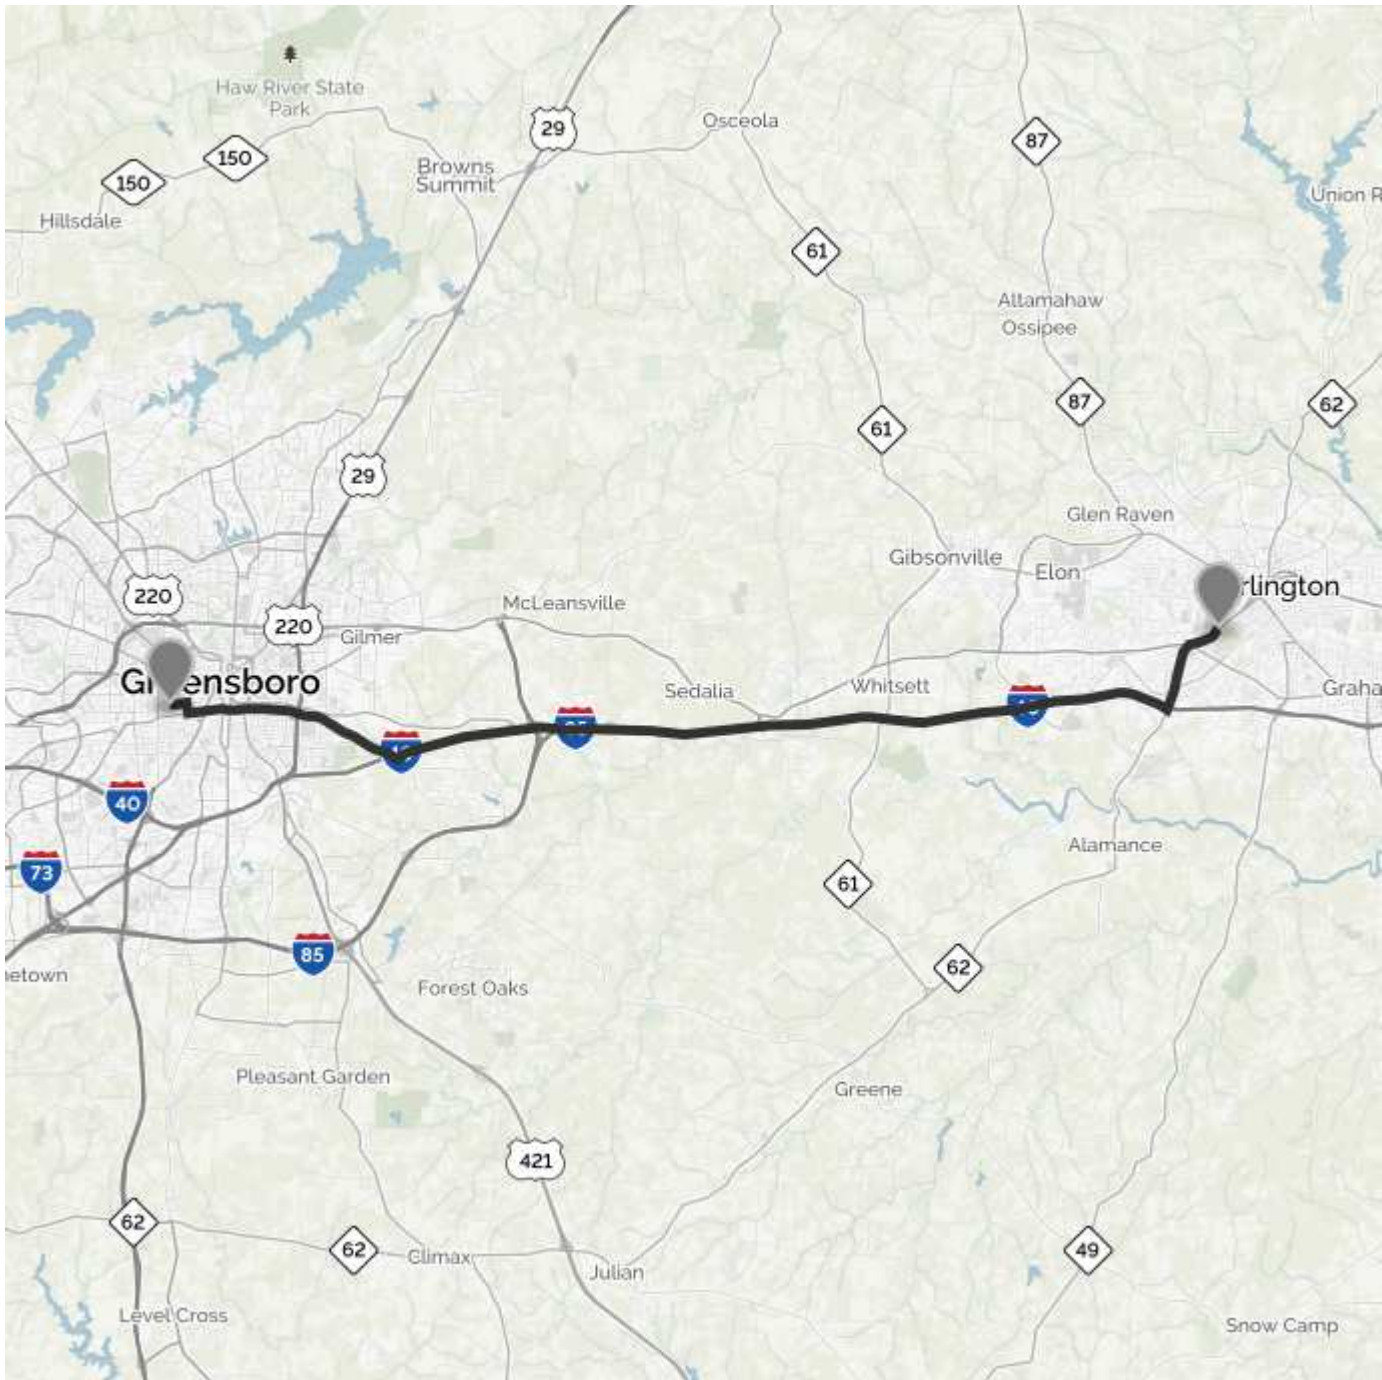 Haw River State
Park
29
Osceola
87
150
150
Browns
Summit
Union R
Hillsdale
61
Altamahaw
Ossipee
87
62
61
29
Glen Raven
Gibsonville
Elon
220
rlington
McLeansville
220
Gilmer
Greensboro
Sedalia
Whitsett
Graha
40
Alamance
73
61
85
62
netown
Forest Oaks
Pleasant Garden
Greene
421
62
62
Climax
49
Julian
Level Cross
Snow Camp